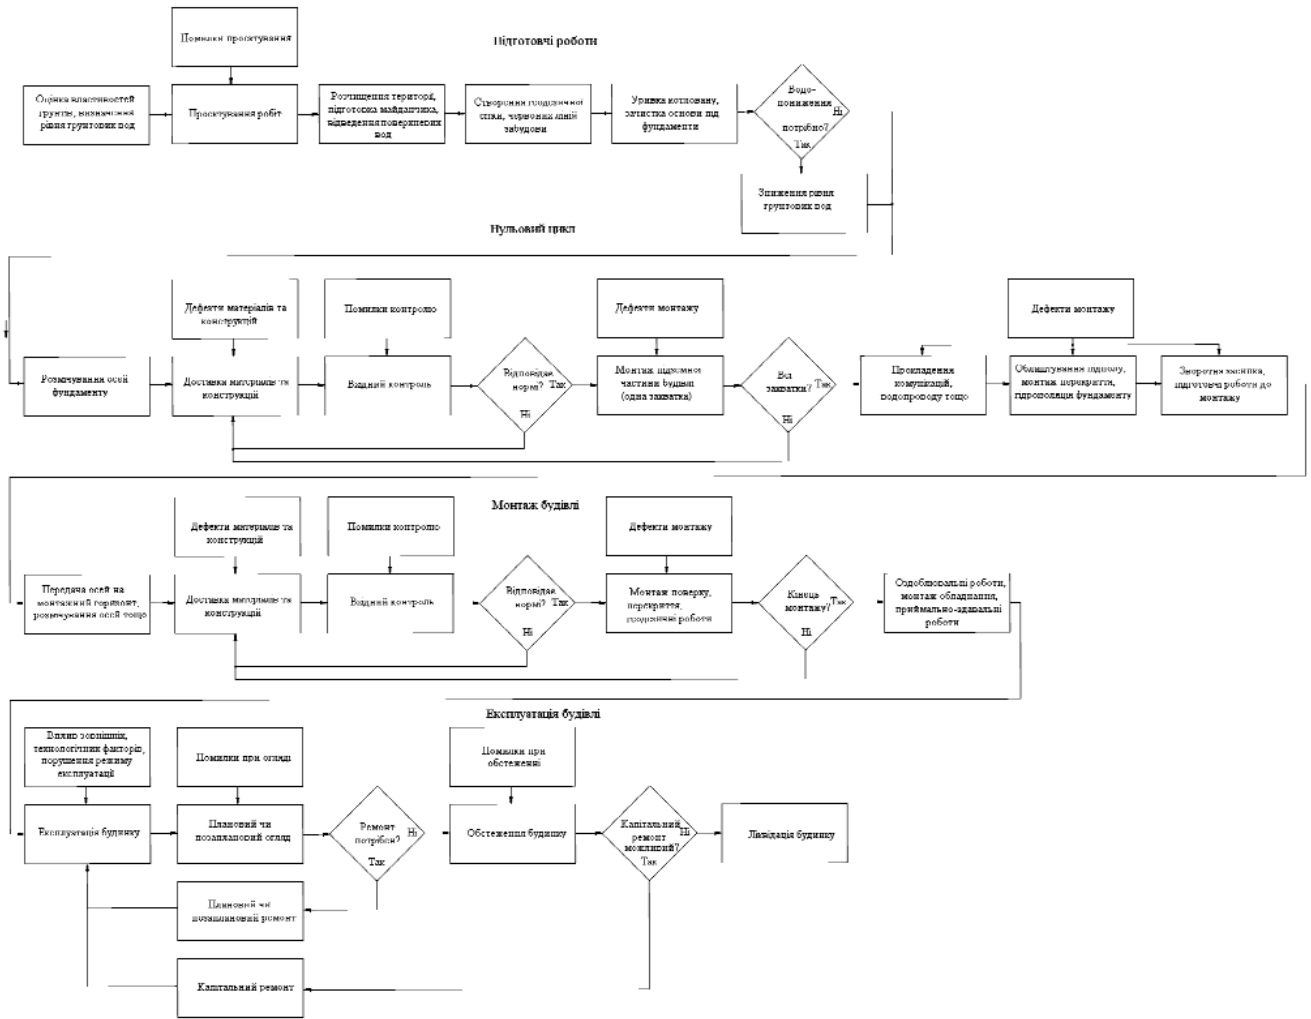 Підготовчі роботи
Помилки проєктування
Оцінка властивостей
ґрунтів, визначення
рівня ґрунтових вод
Проєктування робіт
Розчищення території,
підготовка майданчика,
відведення поверхневих
вод
Створення геодезичної
сітки, червоних ліній
забудови
Уривка котловану,
зачистка основи під
фундаменти
Водо-
пониження
потрібно?
Ні
Так
Зниження рівня
ґрунтових вод
Нульовий цикл
Дефекти матеріалів та
конструкцій
Помилки контролю
Дефекти монтажу
Дефекти монтажу
Розмічування осей
фундаменту
Доставка матеріалів та
конструкцій
Вхідний контроль
Відповідає
нормі?
Так
Ні
Монтаж підземної
частини будівлі
(одна захватка)
Всі
захватки?
Так
Ні
Прокладення
комунікацій,
водопроводу тощо
Облаштування підполу,
монтаж перекриття,
гідроізоляція фундаменту
Зворотна засипка,
підготовчі роботи до
монтажу
Монтаж будівлі
Дефекти матеріалів та
конструкцій
Помилки контролю
Дефекти монтажу
Передача осей на
монтажний горизонт,
розмічування осей тощо
Доставка матеріалів та
конструкцій
Вхідний контроль
Відповідає
нормі?
Так
Ні
Монтаж поверху,
перекриття,
геодезичні роботи
Кінець
монтажу?
Так
Ні
Оздоблювальні роботи,
монтаж обладнання,
приймально-здавальні
роботи
Експлуатація будівлі
Вплив зовнішніх,
технологічних факторів,
порушення режиму
експлуатації
Помилки при огляді
Помилки при
обстеженні
Експлуатація будинку
Плановий чи
позаплановий огляд
Ремонт
потрібен?
Ні
Так
Обстеження будинку
Капітальний
ремонт
можливий?
Ні
Так
Ліквідація будинку
Плановий чи
позаплановий ремонт
Капітальний ремонт